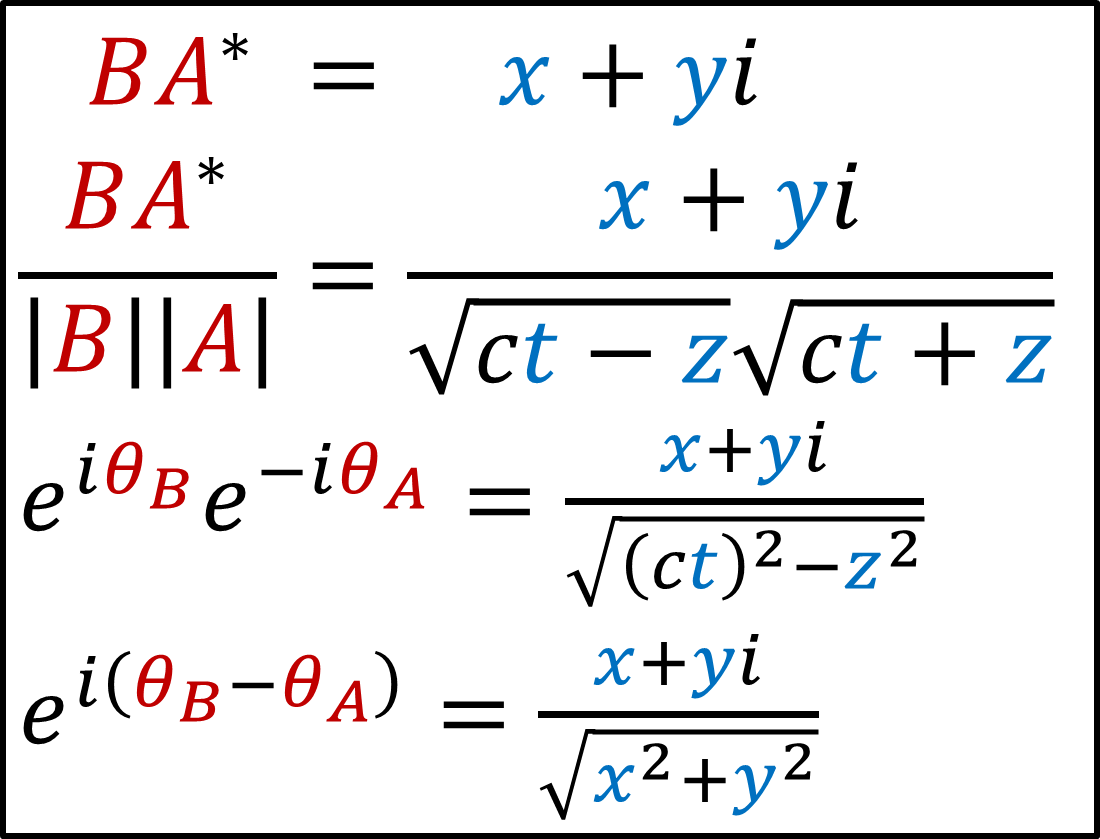 BA* = x + yi
BA* / |B||A| = x + yi / √(ct − z)√(ct + z)
e^{iθ_B} e^{−iθ_A} = x+yi / √((ct)²−z²)
e^{i(θ_B−θ_A)} = x+yi / √(x²+y²)